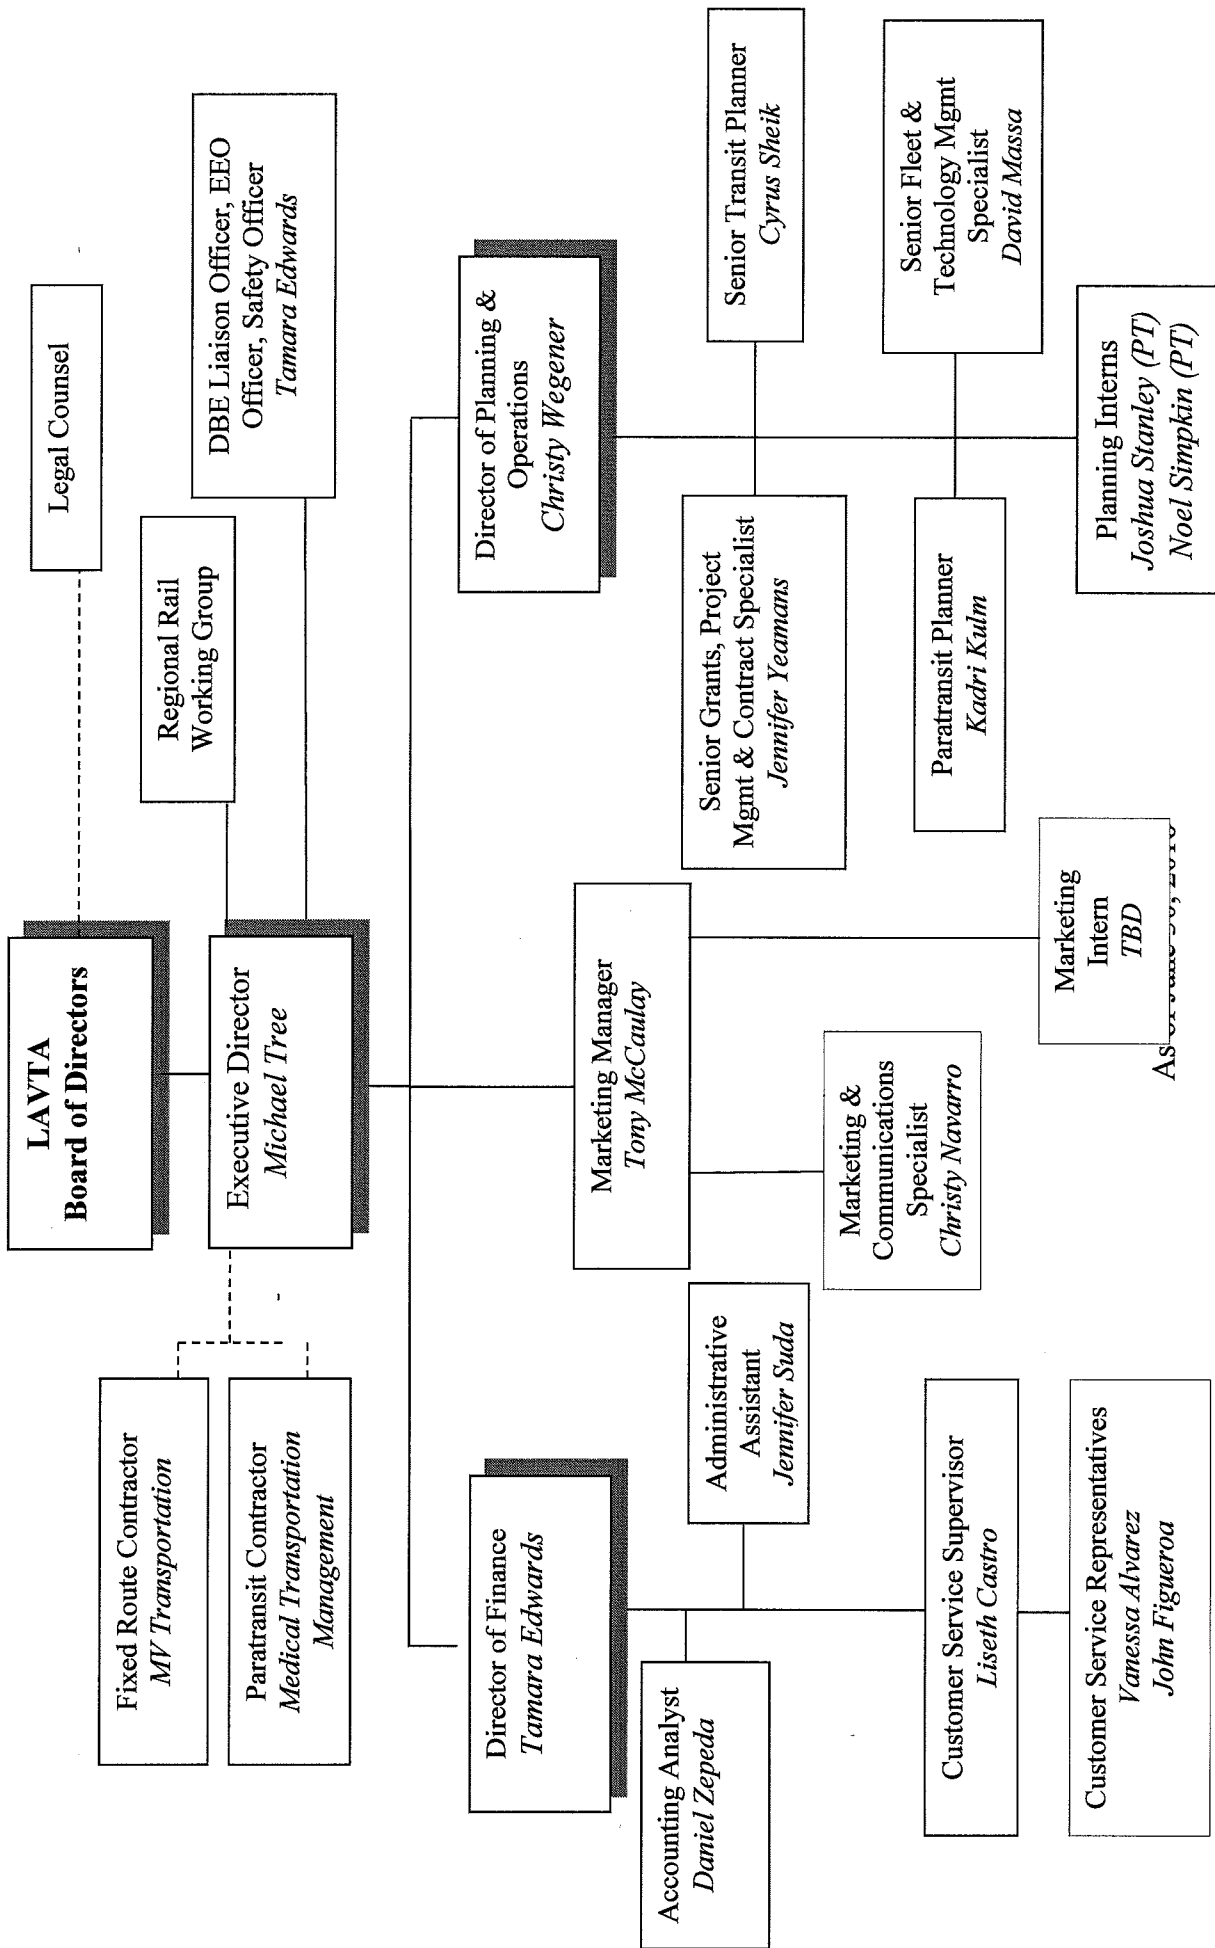 LAVTA
Board of Directors
Legal Counsel
Executive Director
Michael Tree
Regional Rail
Working Group
DBE Liaison Officer, EEO
Officer, Safety Officer
Tamara Edwards
Fixed Route Contractor
MV Transportation
Paratransit Contractor
Medical Transportation
Management
Director of Finance
Tamara Edwards
Accounting Analyst
Daniel Zepeda
Administrative
Assistant
Jennifer Suda
Customer Service Supervisor
Liseth Castro
Customer Service Representatives
Vanessa Alvarez
John Figueroa
Marketing Manager
Tony McCaulay
Marketing &
Communications
Specialist
Christy Navarro
Marketing
Intern
TBD
Director of Planning &
Operations
Christy Wegener
Senior Grants, Project
Mgmt & Contract Specialist
Jennifer Yeamans
Senior Transit Planner
Cyrus Sheik
Paratransit Planner
Kadri Kulm
Senior Fleet &
Technology Mgmt
Specialist
David Massa
Planning Interns
Joshua Stanley (PT)
Noel Simpkin (PT)
As of June